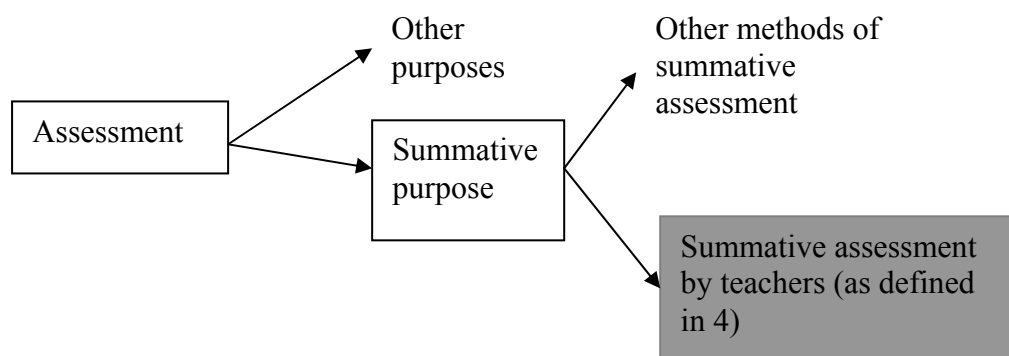 Other
purposes
Other methods of
summative
assessment
Assessment
Summative
purpose
Summative assessment
by teachers (as defined
in 4)